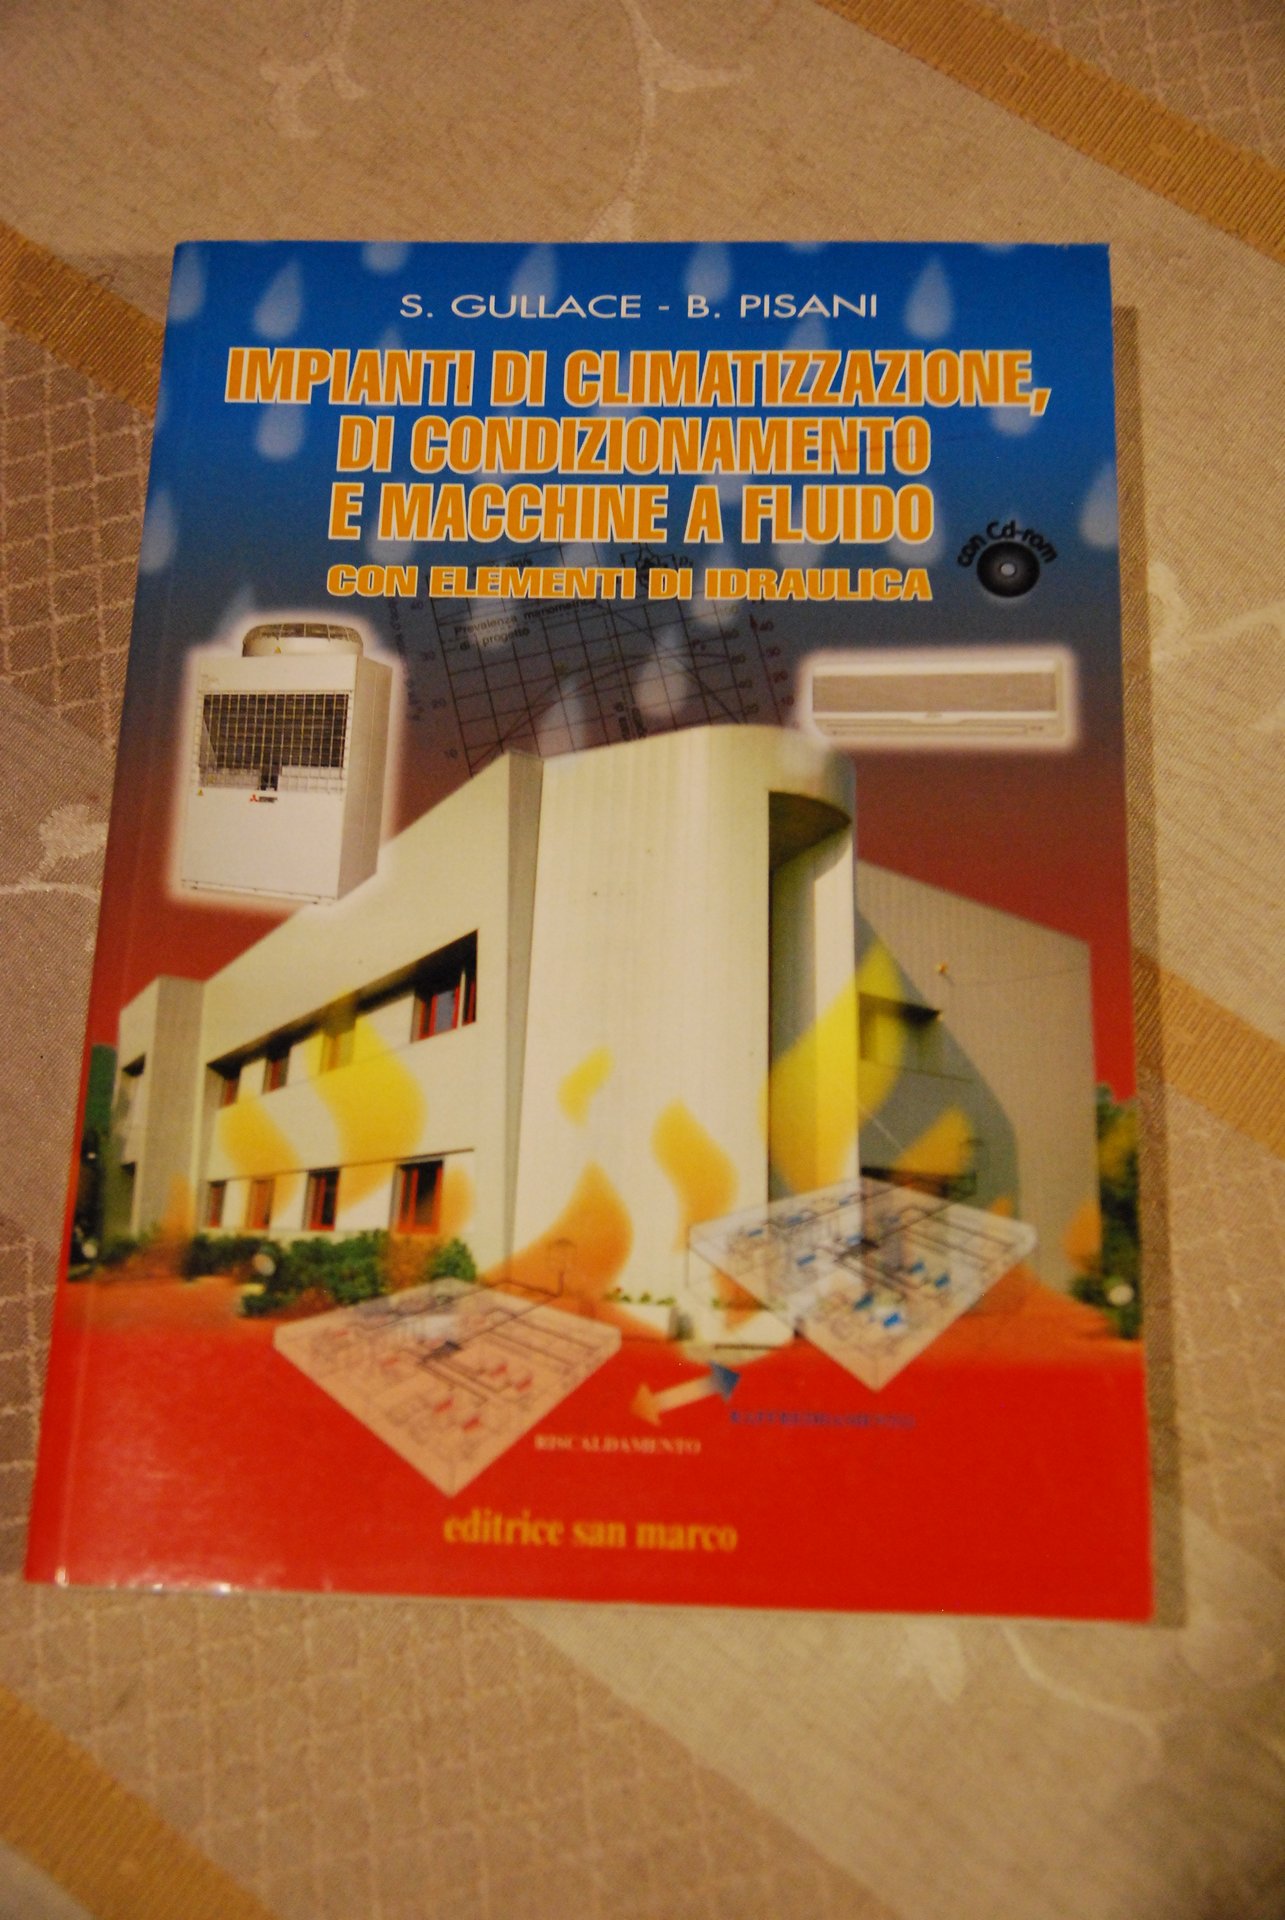 S. GULLACE - B. PISANI
IMPIANTI DI CLIMATIZZAZIONE,
DI CONDIZIONAMENTO
E MACCHINE A FLUIDO
con Cd-rom
CON ELEMENTI DI IDRAULICA
Prevalenza manometrica
di progetto
RAFFREDDAMENTO
RISCALDAMENTO
editrice san marco